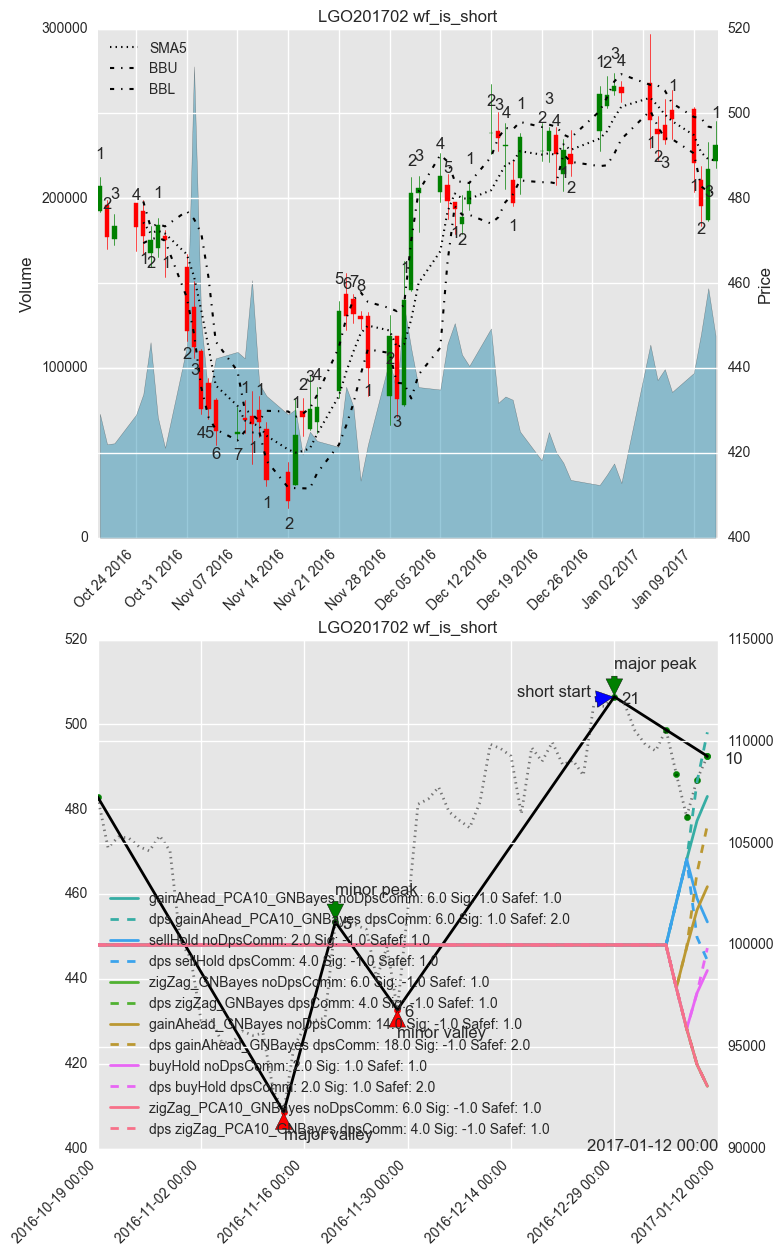 LGO201702 wf_is_short
300000
520
SMA5
BBU
BBL
1
2
3
4
500
200000
480
Volume
Price
460
100000
440
420
0
400
Oct 24 2016
Oct 31 2016
Nov 07 2016
Nov 14 2016
Nov 21 2016
Nov 28 2016
Dec 05 2016
Dec 12 2016
Dec 19 2016
Dec 26 2016
Jan 02 2017
Jan 09 2017
LGO201702 wf_is_short
520
115000
major peak
short start
21
500
110000
10
480
105000
460
minor peak
gainAhead_PCA10_GNBayes noDpsComm: 6.0 Sig: 1.0 Safef: 1.0
dps gainAhead_PCA10_GNBayes dpsComm: 6.0 Sig: 1.0 Safef: 2.0
5
sellHold noDpsComm: 2.0 Sig: -1.0 Safef: 1.0
100000
dps sellHold dpsComm: 4.0 Sig: -1.0 Safef: 1.0
440
zigZag_GNBayes noDpsComm: 6.0 Sig: -1.0 Safef: 1.0
dps zigZag_GNBayes dpsComm: 4.0 Sig: -1.0 Safef: 1.0
6
gainAhead_GNBayes noDpsComm: 14.0 Sig: -1.0 Safef: 1.0
minor valley
dps gainAhead_GNBayes dpsComm: 18.0 Sig: -1.0 Safef: 2.0
95000
420
buyHold noDpsComm: 2.0 Sig: 1.0 Safef: 1.0
dps buyHold dpsComm: 2.0 Sig: 1.0 Safef: 2.0
zigZag_PCA10_GNBayes noDpsComm: 6.0 Sig: -1.0 Safef: 1.0
dps zigZag_PCA10_GNBayes dpsComm: 4.0 Sig: -1.0 Safef: 1.0
major valley
400
2017-01-12 00:00
90000
2016-10-19 00:00
2016-11-02 00:00
2016-11-16 00:00
2016-11-30 00:00
2016-12-14 00:00
2016-12-29 00:00
2017-01-12 00:00